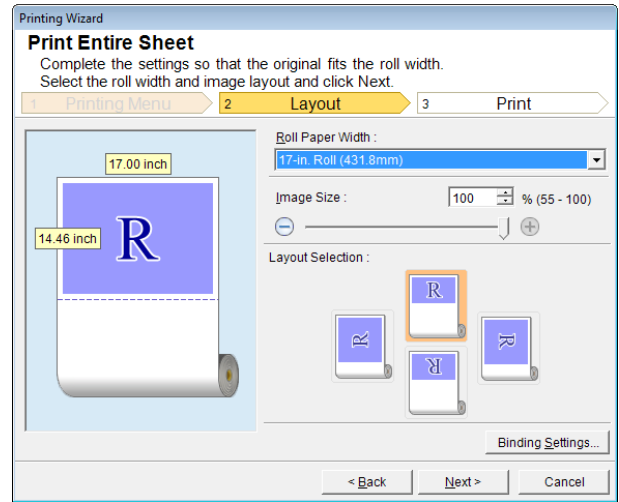 Printing Wizard
Print Entire Sheet
Complete the settings so that the original fits the roll width.
Select the roll width and image layout and click Next.
1 Printing Menu 2 Layout 3 Print
Roll Paper Width :
17-in. Roll (431.8mm)
17.00 inch
Image Size : 100 % (55 - 100)
14.46 inch
R
Layout Selection :
R
R
R
R
Binding Settings...
< Back Next > Cancel